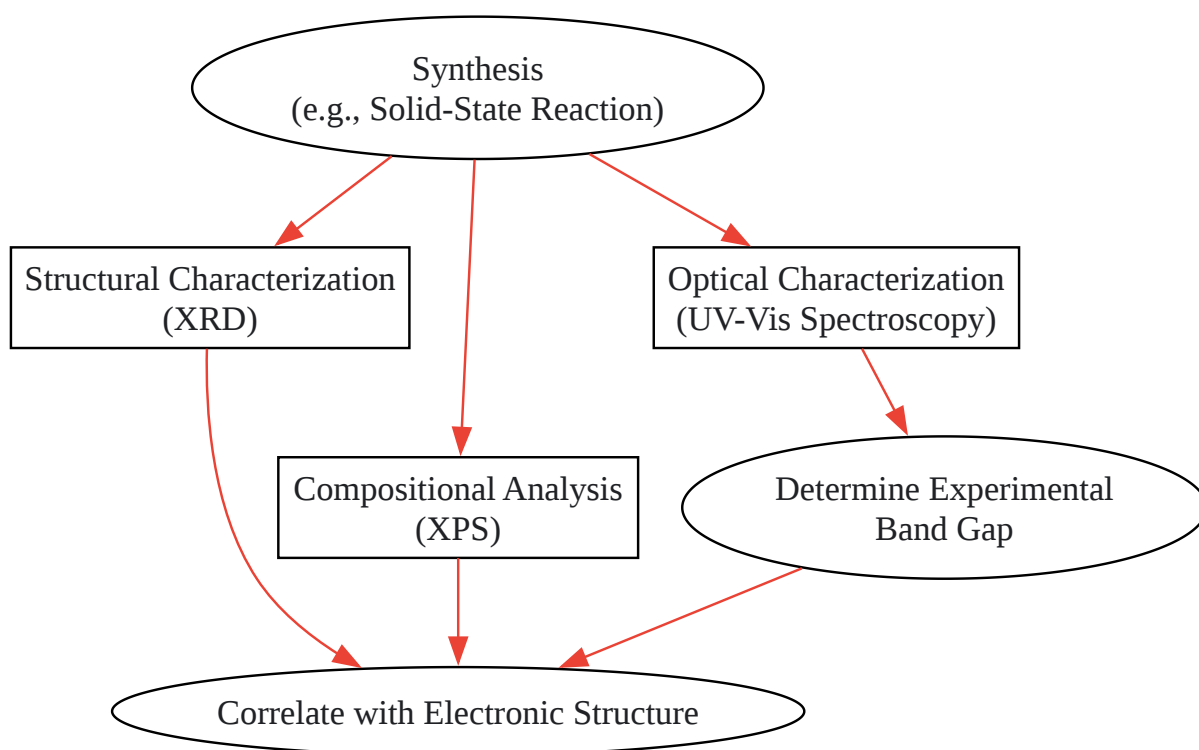 Synthesis
(e.g., Solid-State Reaction)
Structural Characterization
(XRD)
Optical Characterization
(UV-Vis Spectroscopy)
Compositional Analysis
(XPS)
Determine Experimental
Band Gap
Correlate with Electronic Structure